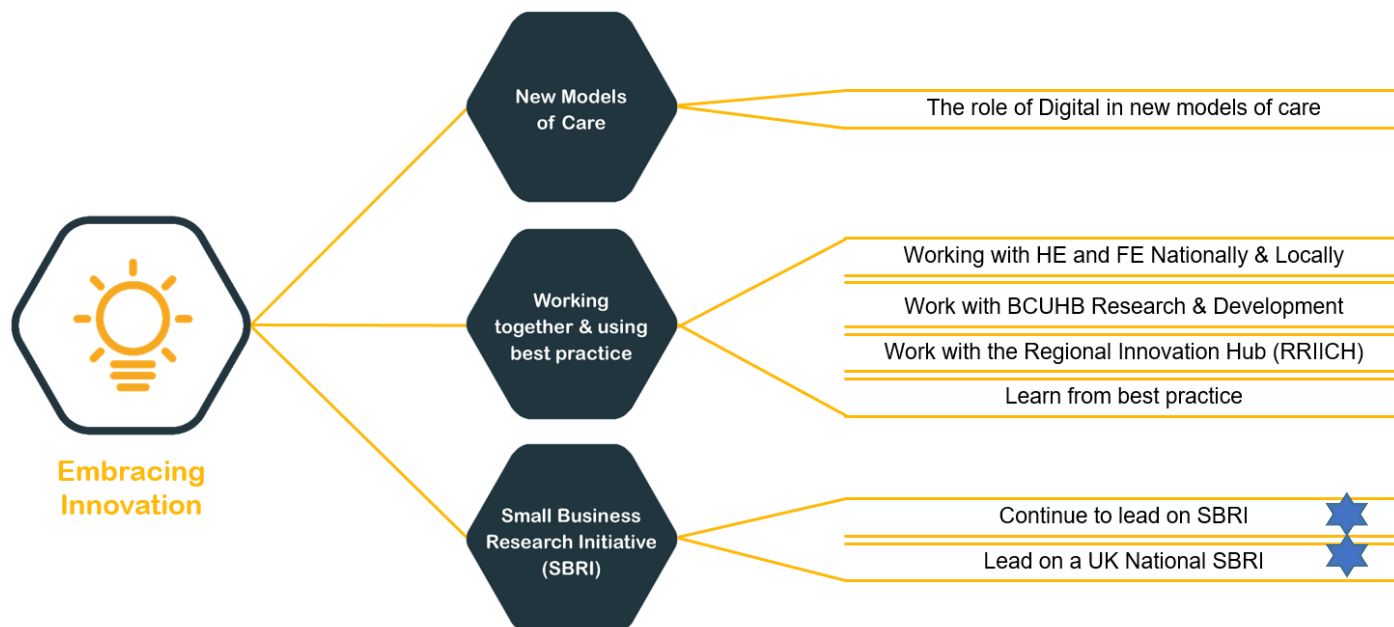 New Models
of Care
The role of Digital in new models of care
Working
together & using
best practice
Working with HE and FE Nationally & Locally
Work with BCUHB Research & Development
Work with the Regional Innovation Hub (RRIICH)
Learn from best practice
Embracing
Innovation
Small Business
Research Initiative
(SBRI)
Continue to lead on SBRI
Lead on a UK National SBRI